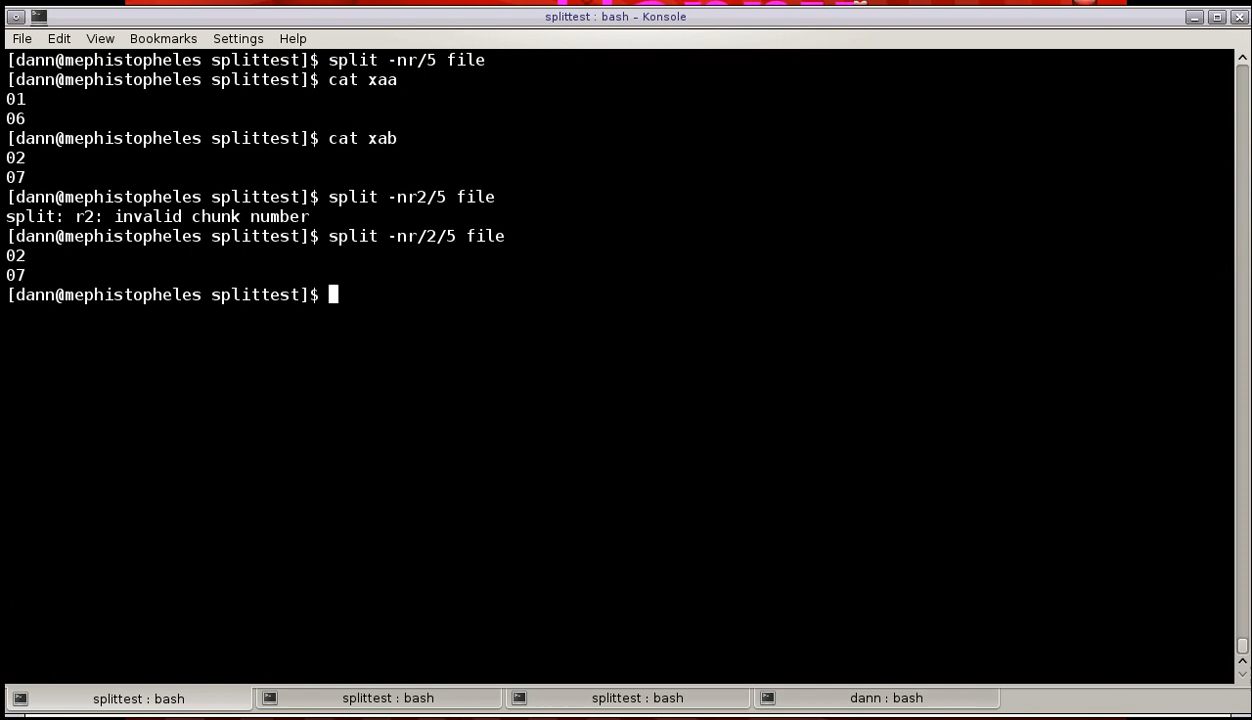 splittest : bash – Konsole
File Edit View Bookmarks Settings Help
[dann@mephistopheles splittest]$ split -nr/5 file
[dann@mephistopheles splittest]$ cat xaa
01
06
[dann@mephistopheles splittest]$ cat xab
02
07
[dann@mephistopheles splittest]$ split -nr2/5 file
split: r2: invalid chunk number
[dann@mephistopheles splittest]$ split -nr/2/5 file
02
07
[dann@mephistopheles splittest]$
splittest : bash splittest : bash splittest : bash dann : bash